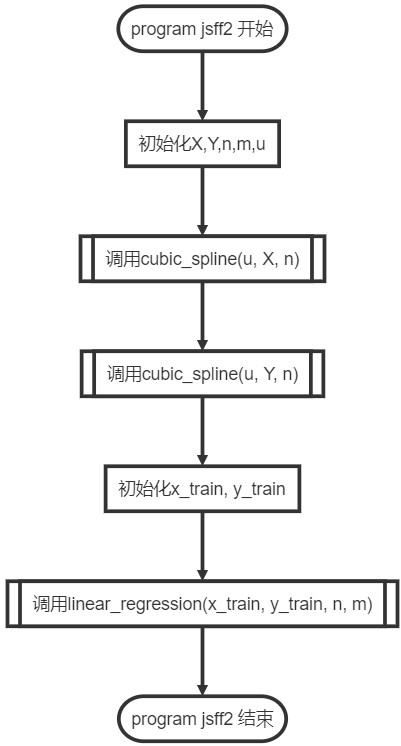 program jsff2 开始
初始化X,Y,n,m,u
调用cubic_spline(u, X, n)
调用cubic_spline(u, Y, n)
初始化x_train, y_train
调用linear_regression(x_train, y_train, n, m)
program jsff2 结束